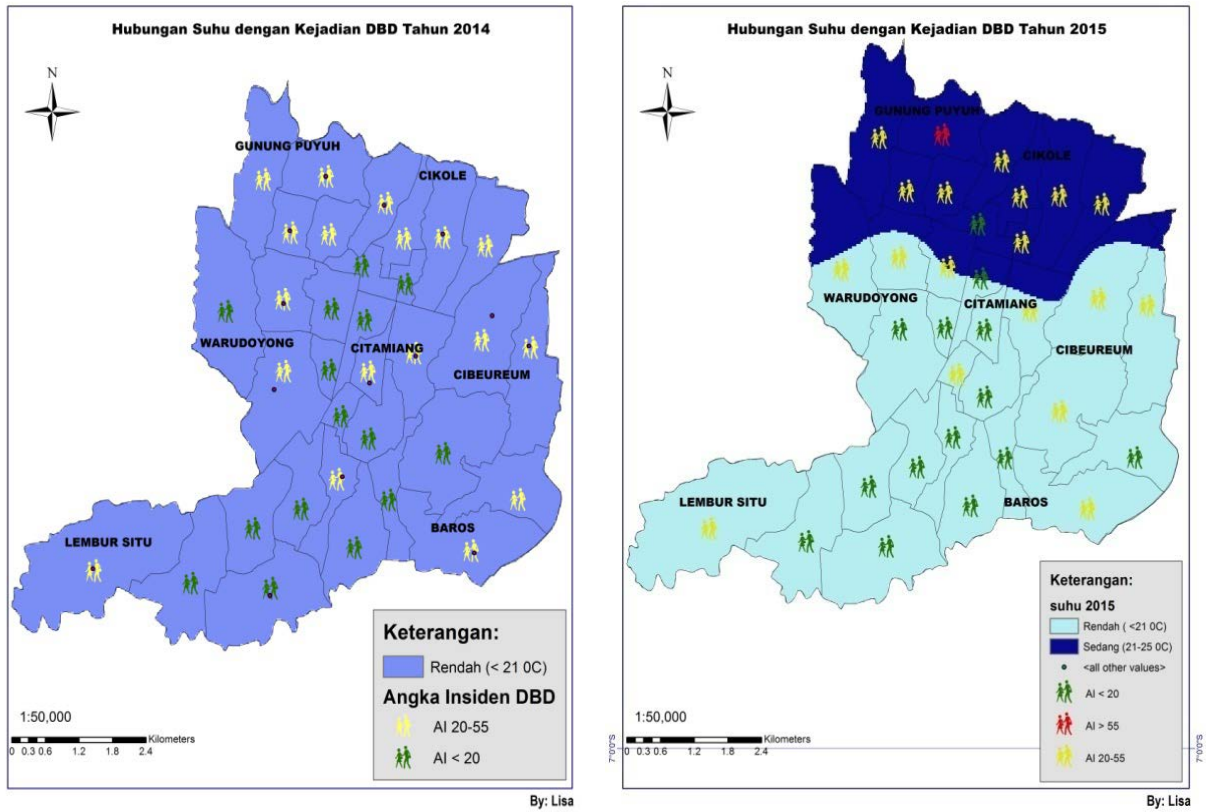 Hubungan Suhu dengan Kejadian DBD Tahun 2014
N
GUNUNG PUYUH
CIKOLE
WARUDOYONG
CITAMIANG
CIBEUREUM
BAROS
LEMBUR SITU
Keterangan:
Rendah (< 21 0C)
Angka Insiden DBD
AI 20-55
AI < 20
1:50,000
Kilometers
0 0.3 0.6 1.2 1.8 2.4
By: Lisa
Hubungan Suhu dengan Kejadian DBD Tahun 2015
N
GUNUNG PUYUH
CIKOLE
WARUDOYONG
CITAMIANG
CIBEUREUM
LEMBUR SITU
BAROS
Keterangan:
suhu 2015
Rendah ( <21 0C)
Sedang (21-25 0C)
<all other values>
AI < 20
AI > 55
AI 20-55
1:50,000
Kilometers
0 0.3 0.6 1.2 1.8 2.4
7°0'0"S
7°0'0"S
By: Lisa